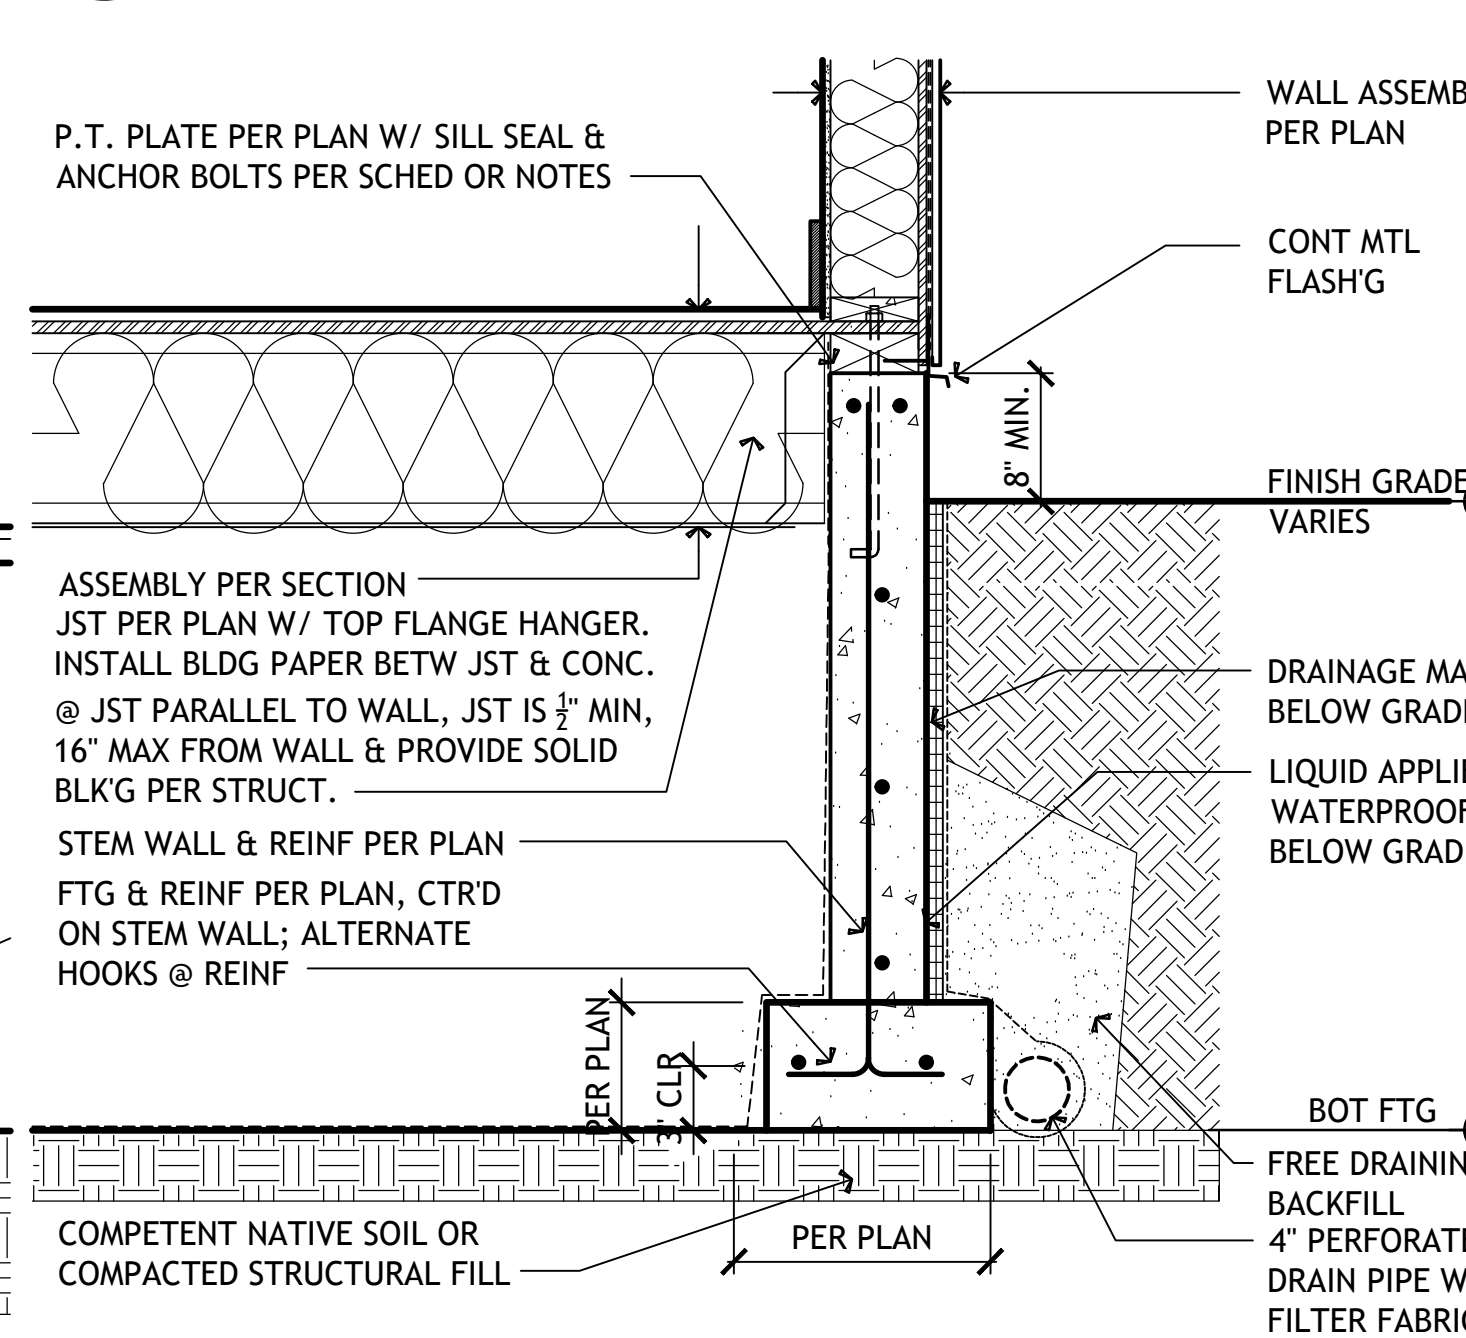 P.T. PLATE PER PLAN W/ SILL SEAL &
ANCHOR BOLTS PER SCHED OR NOTES
WALL ASSEMB
PER PLAN
CONT MTL
FLASH'G
8" MIN.
FINISH GRADE
VARIES
ASSEMBLY PER SECTION
JST PER PLAN W/ TOP FLANGE HANGER.
INSTALL BLDG PAPER BETW JST & CONC.
@ JST PARALLEL TO WALL, JST IS ½" MIN,
16" MAX FROM WALL & PROVIDE SOLID
BLK'G PER STRUCT.
DRAINAGE MA
BELOW GRADE
LIQUID APPLIE
WATERPROOF
BELOW GRAD
STEM WALL & REINF PER PLAN
FTG & REINF PER PLAN, CTR'D
ON STEM WALL; ALTERNATE
HOOKS @ REINF
PER PLAN
3" CLR
BOT FTG
FREE DRAININ
BACKFILL
4" PERFORATE
DRAIN PIPE W
FILTER FABRIC
COMPETENT NATIVE SOIL OR
COMPACTED STRUCTURAL FILL
PER PLAN